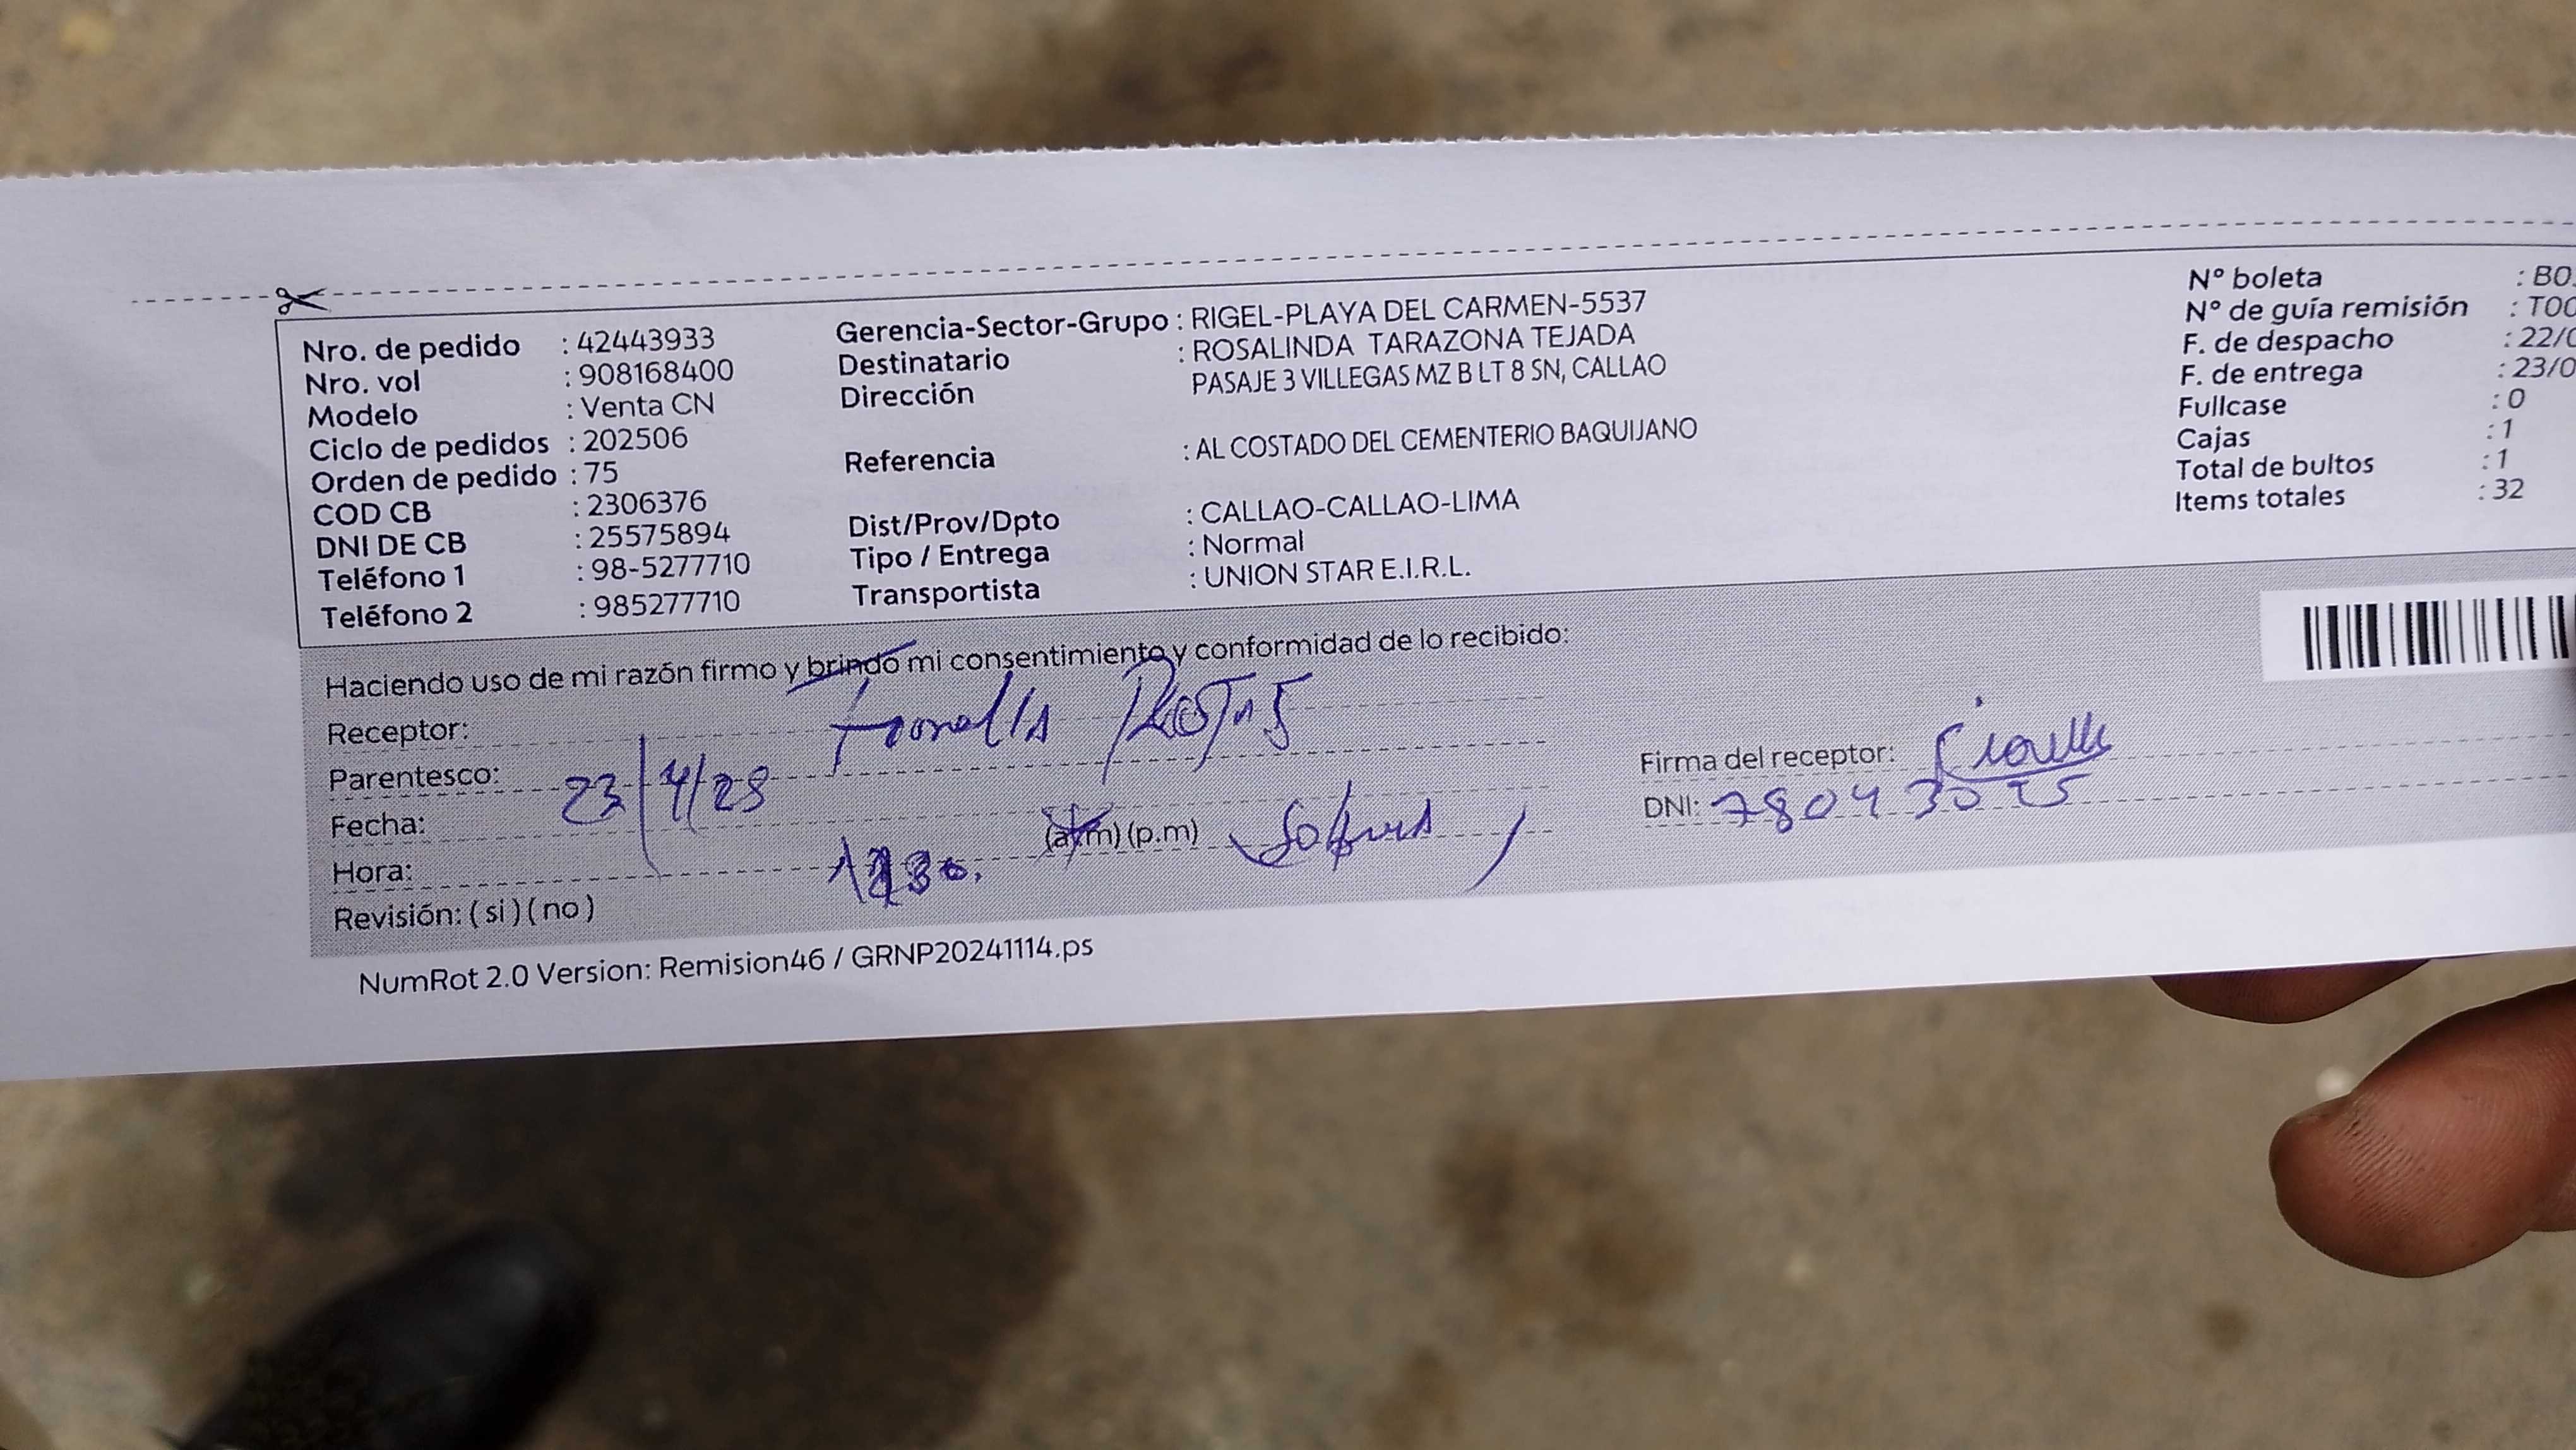 Nro. de pedido : 42443933
Nro. vol : 908168400
Modelo : Venta CN
Ciclo de pedidos : 202506
Orden de pedido : 75
COD CB : 2306376
DNI DE CB : 25575894
Teléfono 1 : 98-5277710
Teléfono 2 : 985277710
Gerencia-Sector-Grupo : RIGEL-PLAYA DEL CARMEN-5537
Destinatario : ROSALINDA TARAZONA TEJADA
Dirección PASAJE 3 VILLEGAS MZ B LT 8 SN, CALLAO
Referencia : AL COSTADO DEL CEMENTERIO BAQUIJANO
Dist/Prov/Dpto : CALLAO-CALLAO-LIMA
Tipo / Entrega : Normal
Transportista : UNION STAR E.I.R.L.
N° boleta : B0
N° de guía remisión : T00
F. de despacho : 22/0
F. de entrega : 23/0
Fullcase : 0
Cajas : 1
Total de bultos : 1
Items totales : 32
Haciendo uso de mi razón firmo y brindo mi consentimiento y conformidad de lo recibido:
Receptor:
Parentesco:
Fecha: 23/4/25
Hora: (a.m) (p.m)
Revisión: ( si ) ( no )
Firma del receptor:
DNI:
NumRot 2.0 Version: Remision46 / GRNP20241114.ps